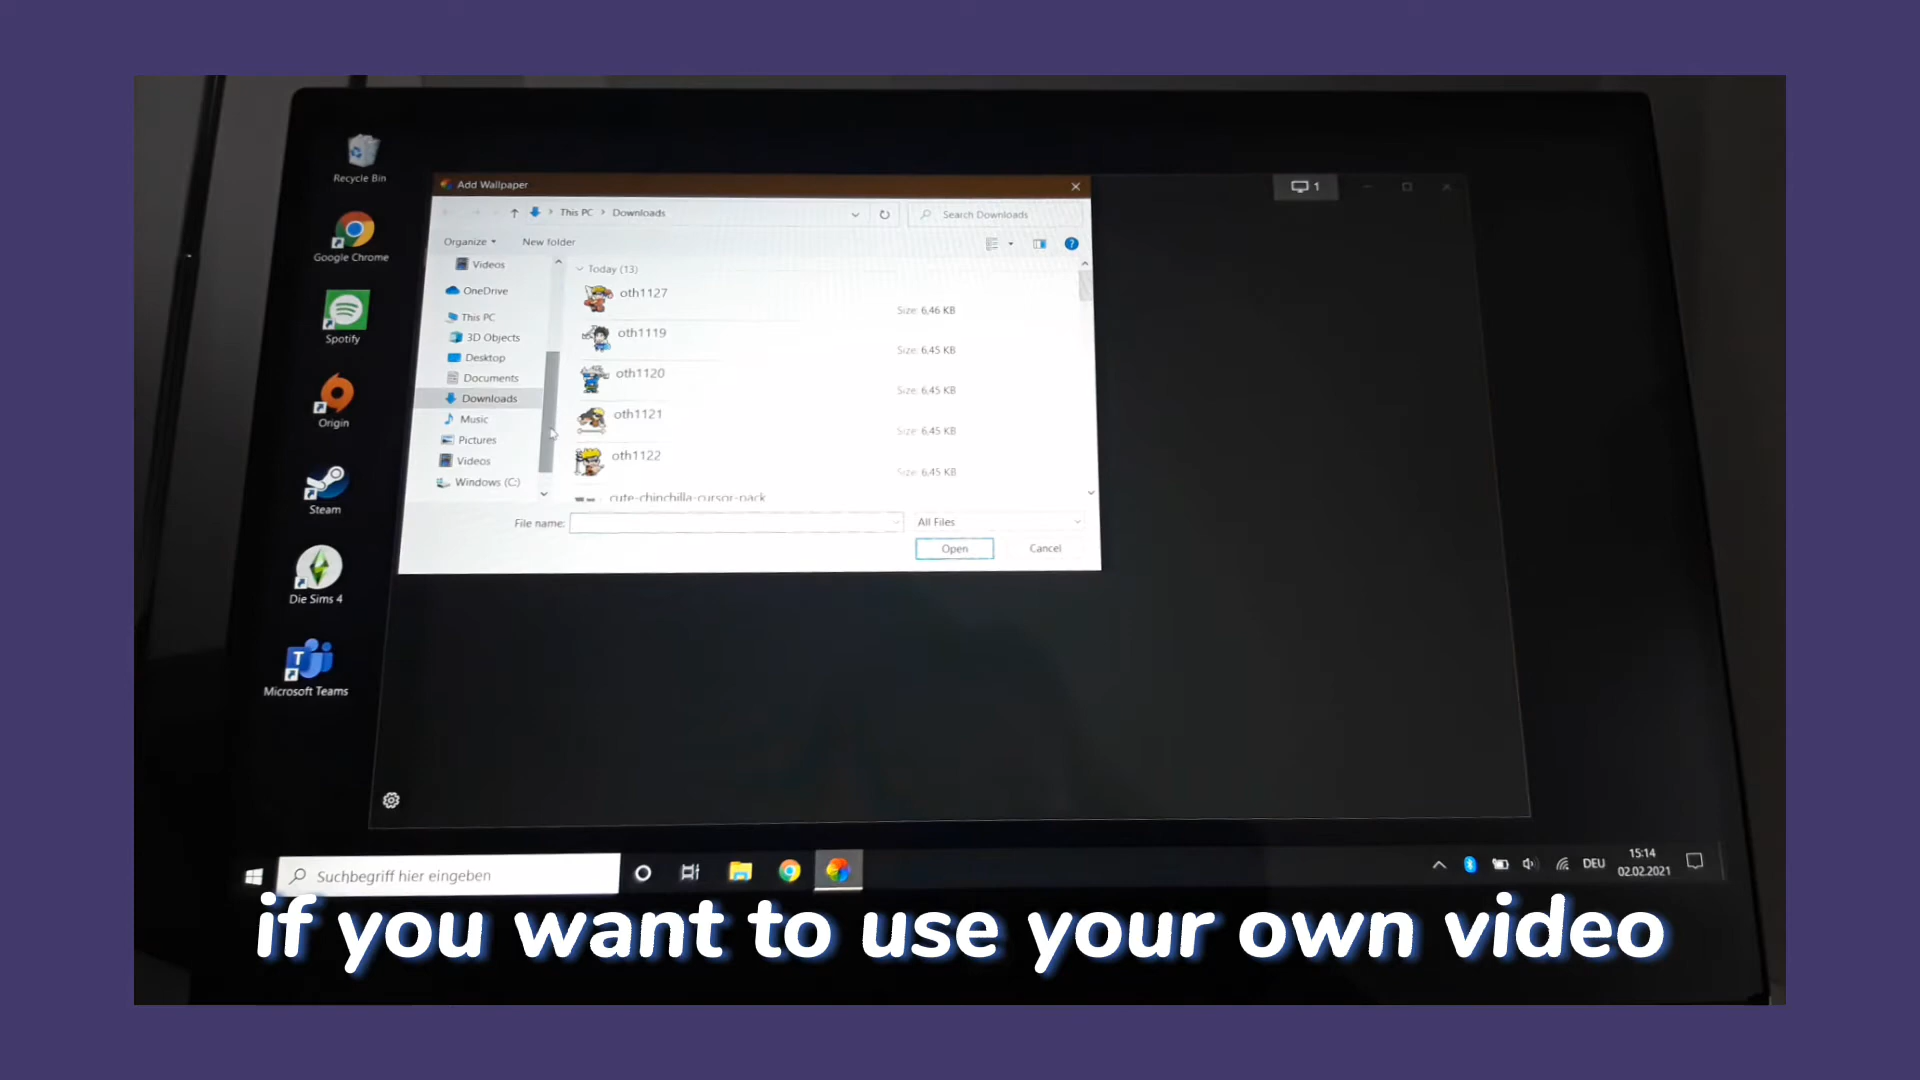 Recycle Bin
Google Chrome
Spotify
Origin
Steam
Die Sims 4
T
Microsoft Teams
Add Wallpaper
This PC > Downloads
Search Downloads
Organize
New folder
?
Videos
OneDrive
This PC
3D Objects
Desktop
Documents
Downloads
Music
Pictures
Videos
Windows (C:)
Today (13)
oth1127
Size: 6,46 KB
oth1119
Size: 6,45 KB
oth1120
Size: 6,45 KB
oth1121
Size: 6,45 KB
oth1122
Size: 6,45 KB
cute-chinchilla-cursor-pack
File name:
All Files
Open
Cancel
1
Suchbegriff hier eingeben
DEU
15:14
02.02.2021
if you want to use your own video